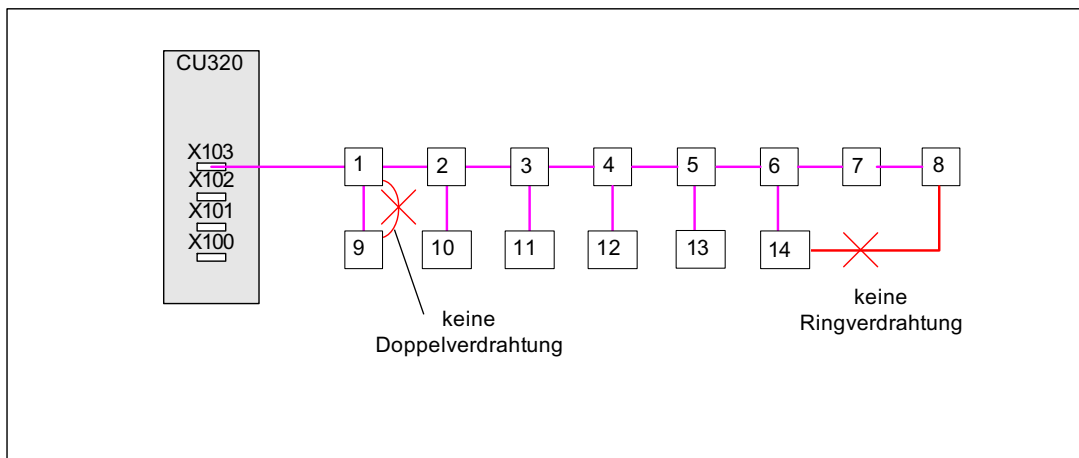 CU320
X103
X102
X101
X100
1 2 3 4 5 6 7 8
9 10 11 12 13 14
keine
Doppelverdrahtung
keine
Ringverdrahtung